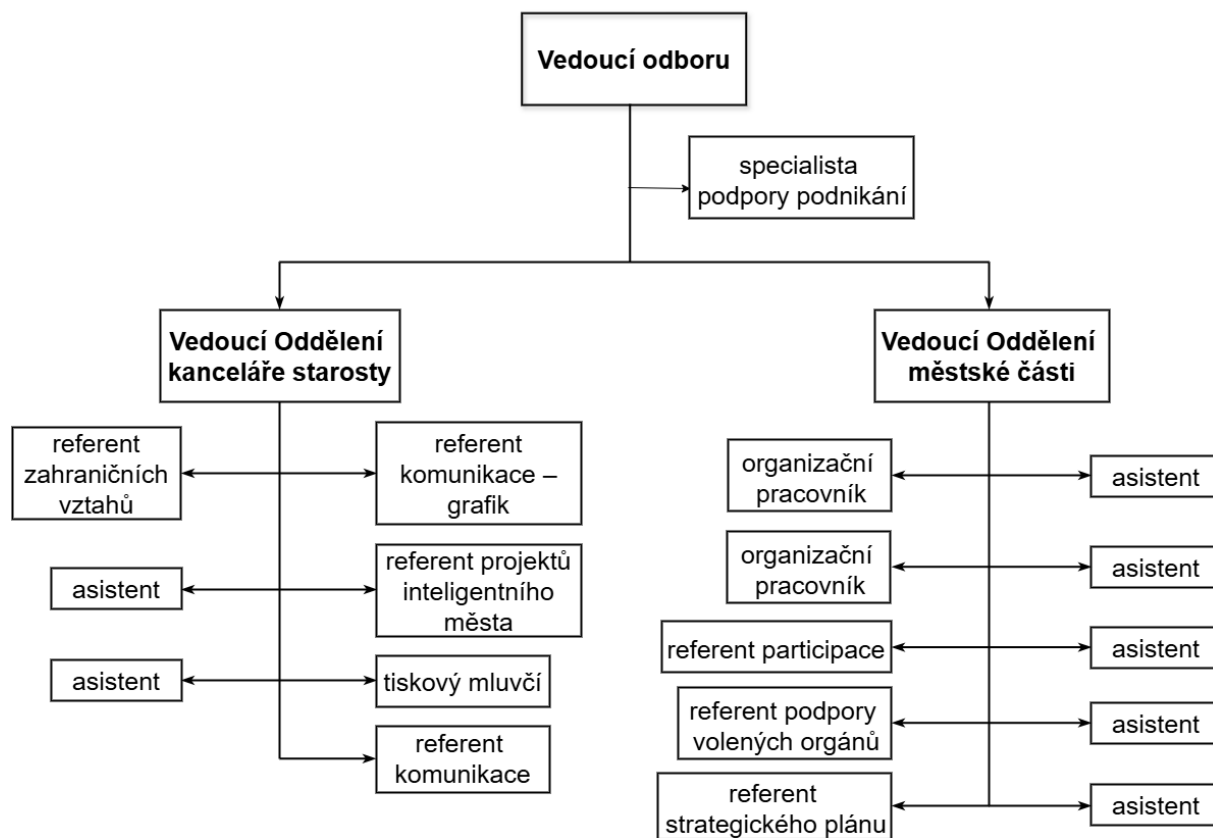 Vedoucí odboru
specialista
podpory podnikání
Vedoucí Oddělení
kanceláře starosty
Vedoucí Oddělení
městské části
referent
zahraničních
vztahů
referent
komunikace –
grafik
asistent
referent projektů
inteligentního
města
asistent
tiskový mluvčí
referent
komunikace
organizační
pracovník
asistent
organizační
pracovník
asistent
referent participace
asistent
referent podpory
volených orgánů
asistent
referent
strategického plánu
asistent